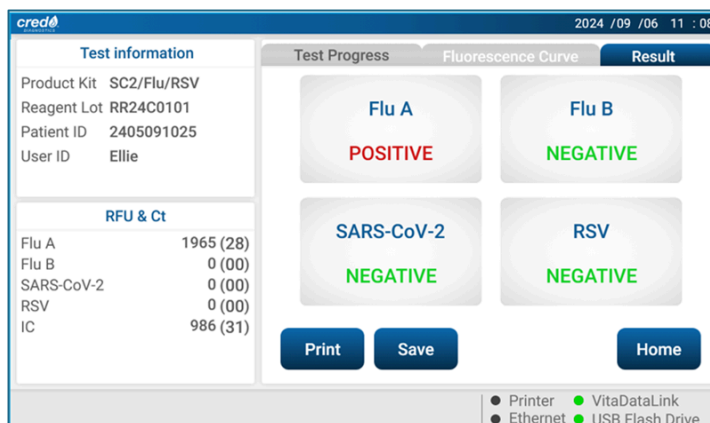 credo
DIAGNOSTICS
2024 /09 /06 11 : 08
Test information
Product Kit SC2/Flu/RSV
Reagent Lot RR24C0101
Patient ID 2405091025
User ID Ellie
RFU & Ct
Flu A 1965 (28)
Flu B 0 (00)
SARS-CoV-2 0 (00)
RSV 0 (00)
IC 986 (31)
Test Progress
Fluorescence Curve
Result
Flu A
POSITIVE
Flu B
NEGATIVE
SARS-CoV-2
NEGATIVE
RSV
NEGATIVE
Print
Save
Home
Printer
VitaDataLink
Ethernet
USB Flash Drive